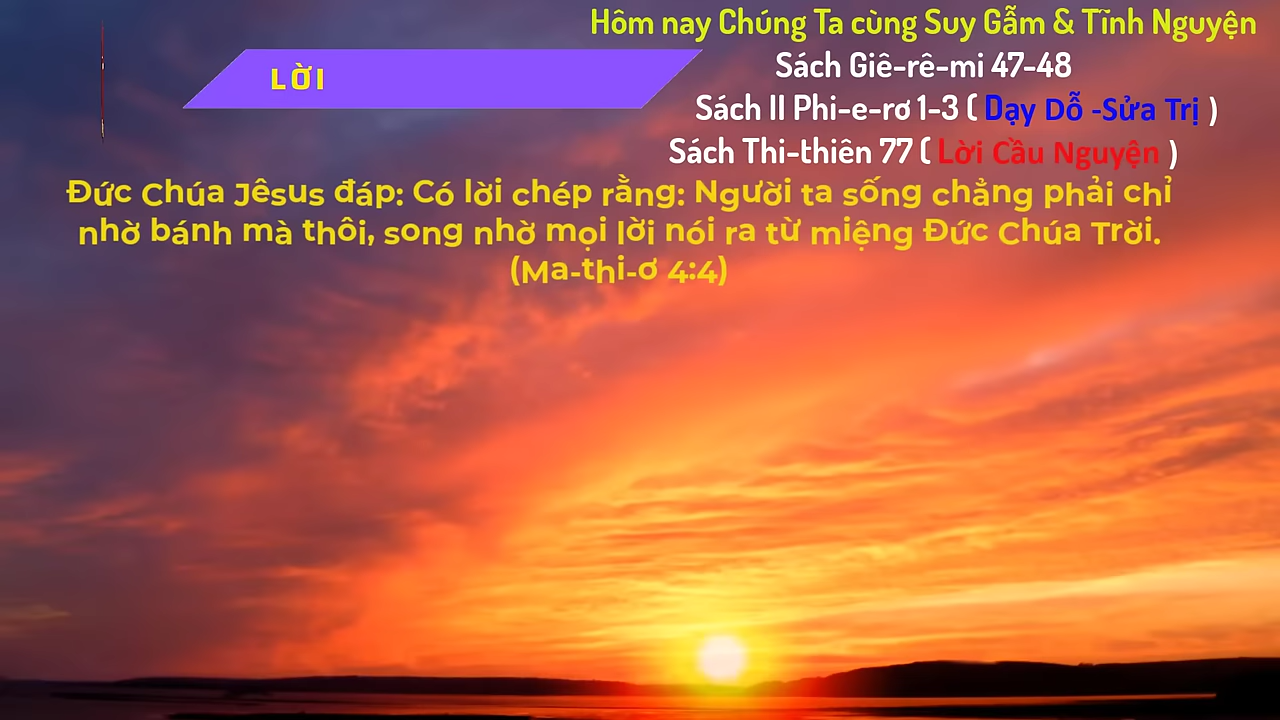 Hôm nay Chúng Ta cùng Suy Gẫm & Tĩnh Nguyện
Sách Giê-rê-mi 47-48
LỜI
Sách II Phi-e-rơ 1-3 ( Dạy Dỗ -Sửa Trị )
Sách Thi-thiên 77 ( Lời Cầu Nguyện )
Đức Chúa Jêsus đáp: Có lời chép rằng: Người ta sống chẳng phải chỉ
nhờ bánh mà thôi, song nhờ mọi lời nói ra từ miệng Đức Chúa Trời.
(Ma-thi-ơ 4:4)